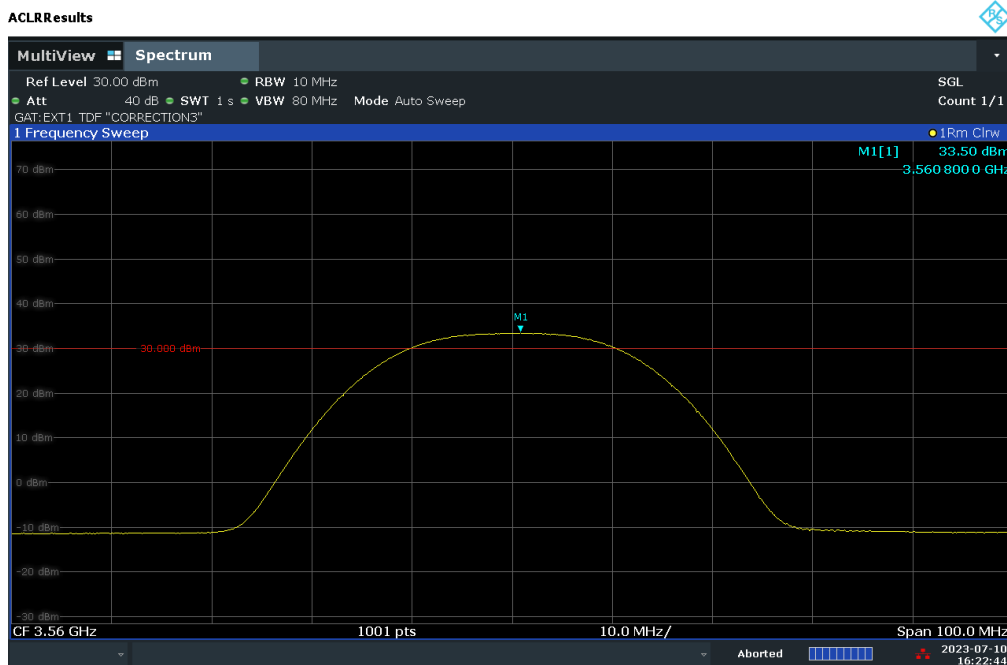 ACLRResults
MultiView Spectrum
Ref Level 30.00 dBm RBW 10 MHz SGL
Att 40 dB SWT 1 s VBW 80 MHz Mode Auto Sweep Count 1/1
GAT:EXT1 TDF "CORRECTION3"
1 Frequency Sweep 1Rm Clrw
M1[1] 33.50 dBm
3.560 800 0 GHz
70 dBm
60 dBm
50 dBm
40 dBm
M1
30 dBm 30.000 dBm
20 dBm
10 dBm
0 dBm
-10 dBm
-20 dBm
-30 dBm
CF 3.56 GHz 1001 pts 10.0 MHz/ Span 100.0 MHz
Aborted
16:22:44